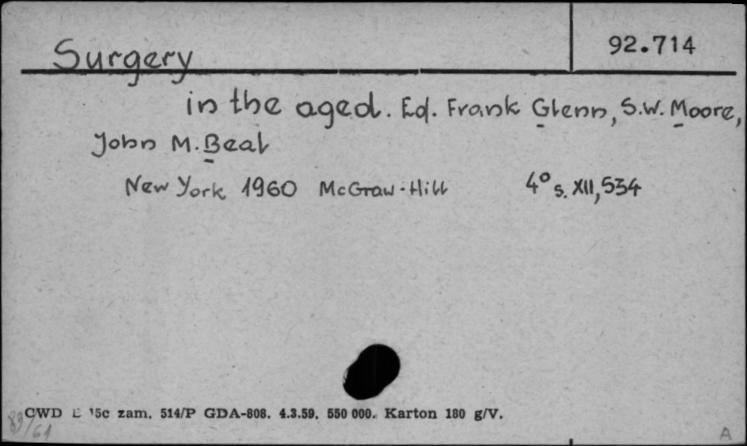 Surgery 92.714
in the aged. Ed. Frank Glenn, S.W. Moore,
John M. Beal
New York 1960 McGraw-Hill 4° s. XII, 534
CWD zam. 514/P GDA-808. 4.3.59. 550 000. Karton 180 g/V.
A